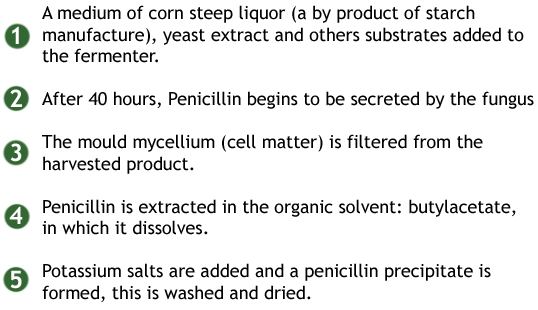 A medium of corn steep liquor (a by product of starch
1 manufacture), yeast extract and others substrates added to
the fermenter.
2 After 40 hours, Penicillin begins to be secreted by the fungus
The mould mycellium (cell matter) is filtered from the
3 harvested product.
Penicillin is extracted in the organic solvent: butylacetate,
4 in which it dissolves.
Potassium salts are added and a penicillin precipitate is
5 formed, this is washed and dried.